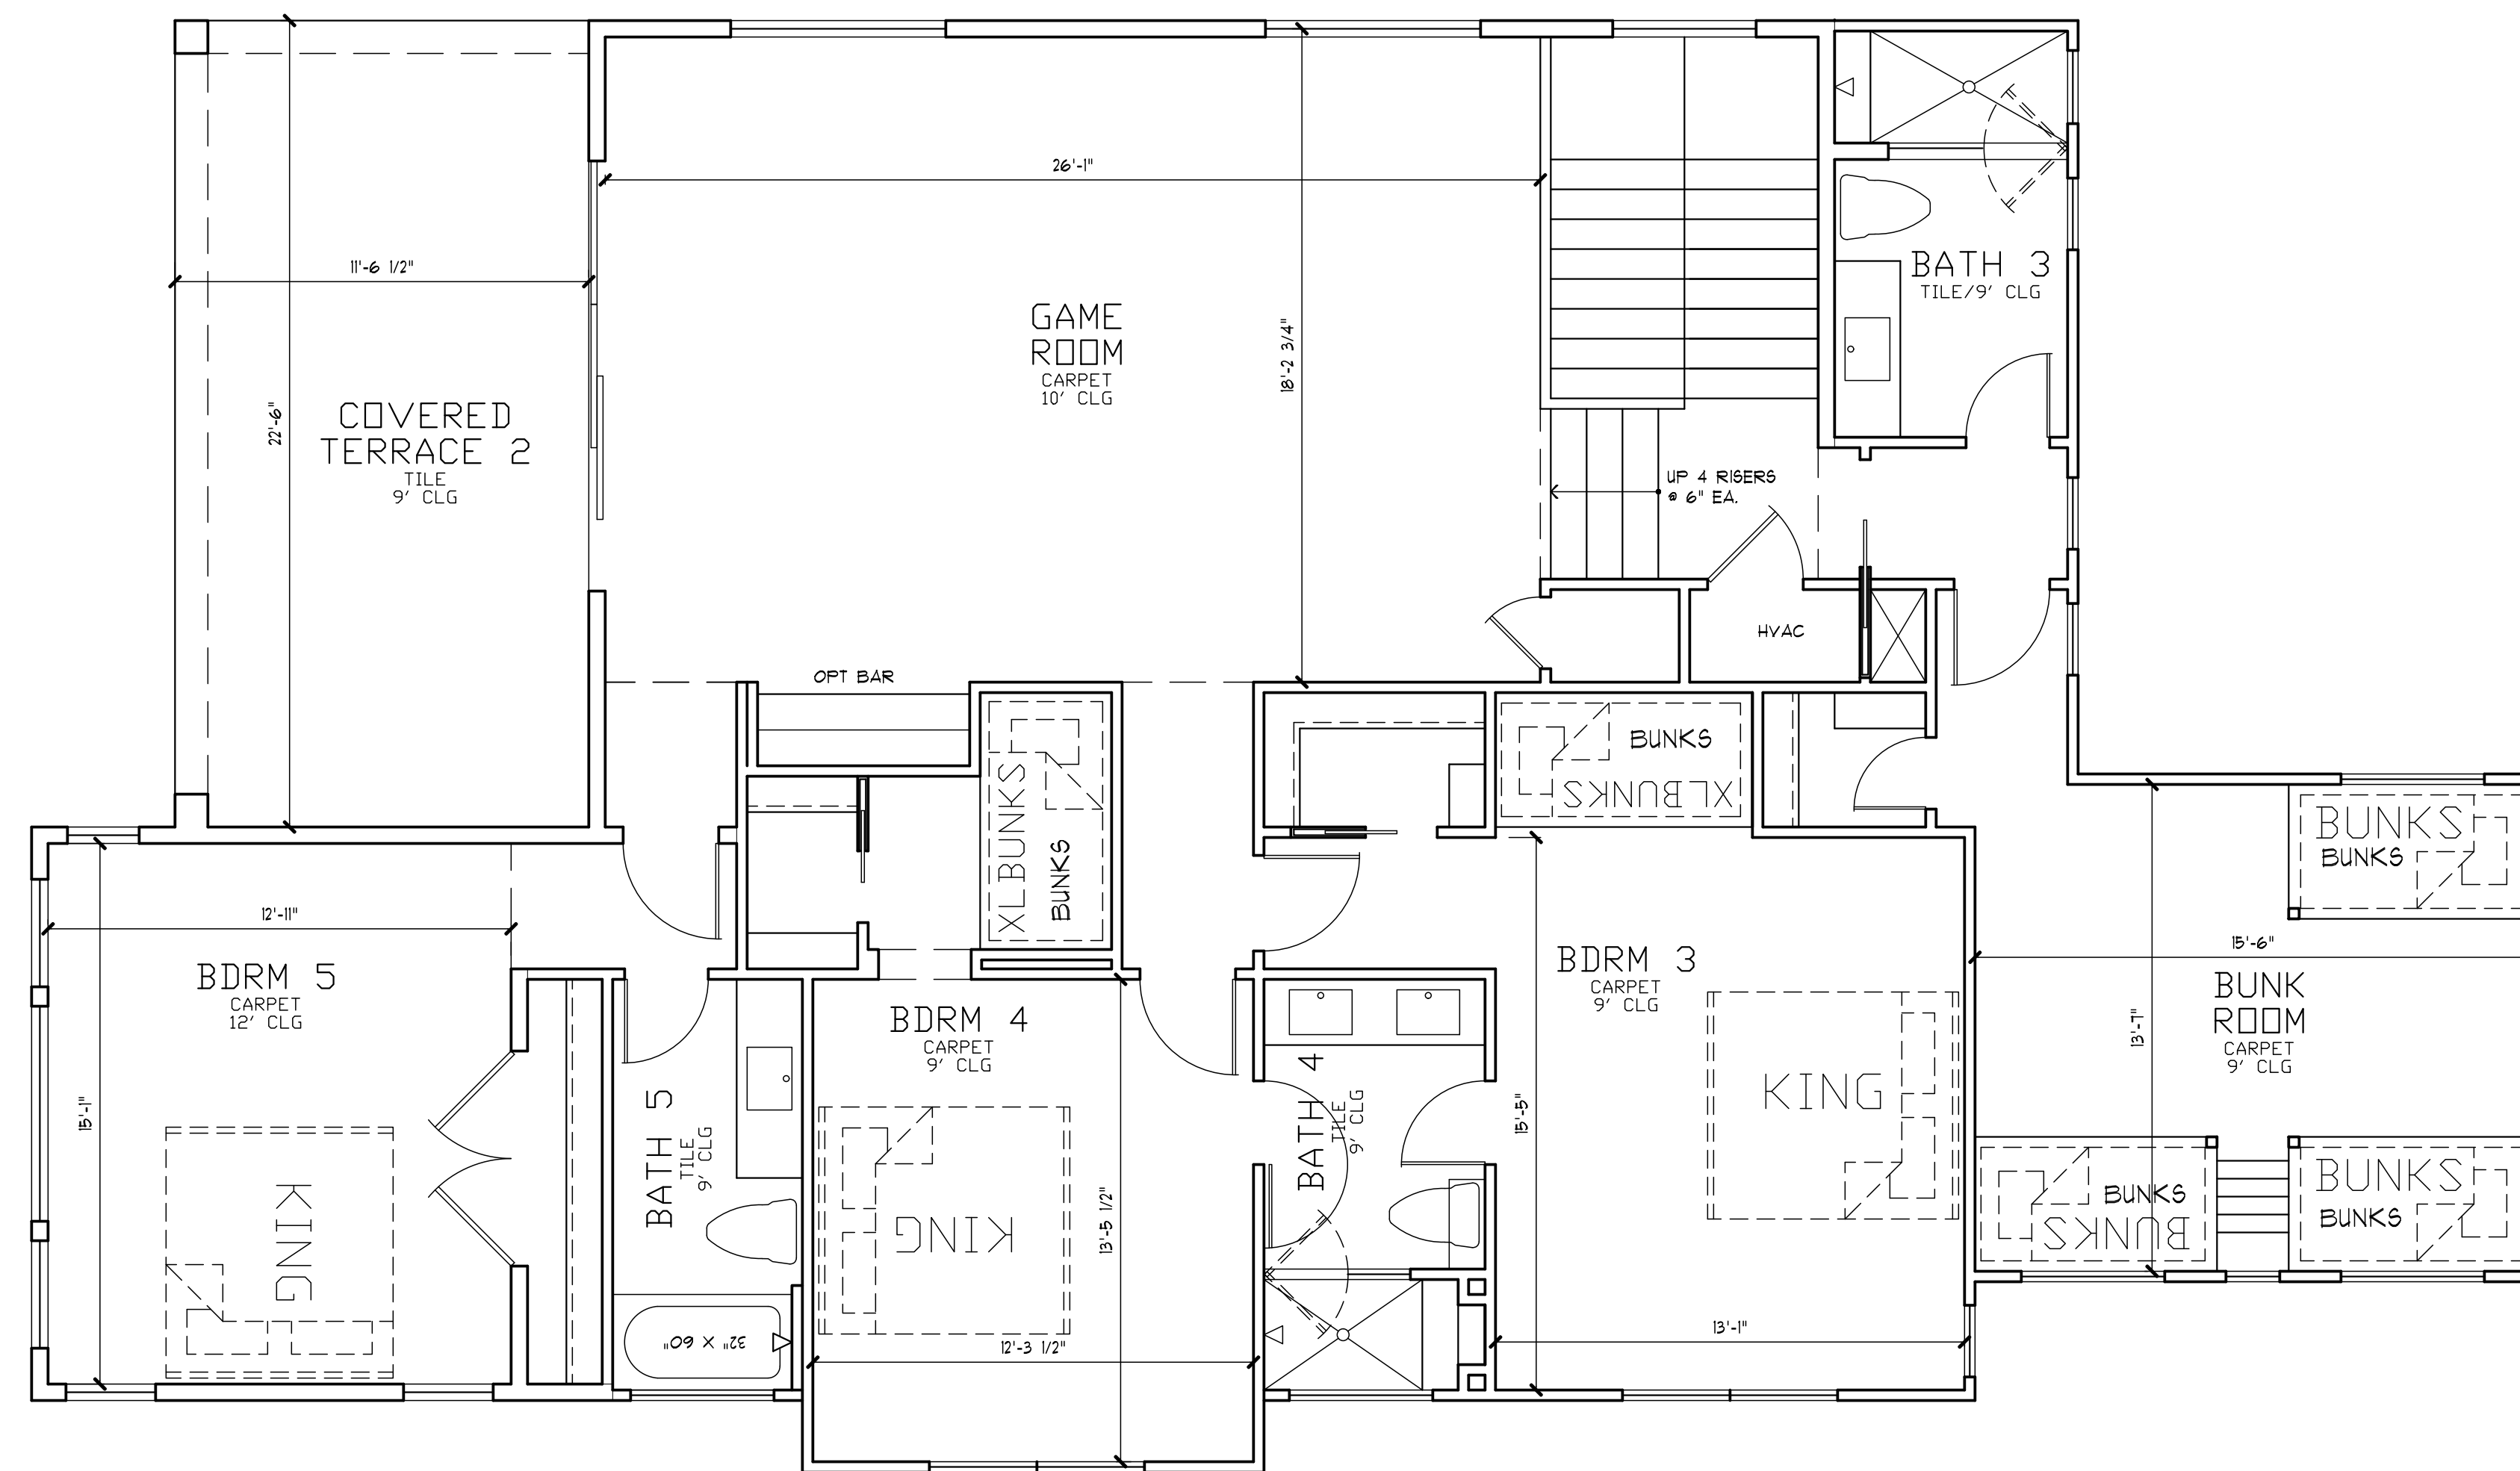 26'-1"
11'-6 1/2"
22'-6"
18'-2 3/4"
COVERED
TERRACE 2
TILE
9' CLG
GAME
ROOM
CARPET
10' CLG
UP 4 RISERS
@ 6" EA.
BATH 3
TILE/9' CLG
HVAC
OPT BAR
XLBUNKS
BUNKS
BUNKS
XLBUNKS
BUNKS
BUNKS
12'-11"
15'-1"
BDRM 5
CARPET
12' CLG
KING
BATH 5
TILE
9' CLG
32" X 60"
BDRM 4
CARPET
9' CLG
KING
13'-5 1/2"
12'-3 1/2"
BATH 4
TILE
9' CLG
BDRM 3
CARPET
9' CLG
KING
15'-5"
13'-1"
15'-6"
BUNK
ROOM
CARPET
9' CLG
13'-7"
BUNKS
BUNKS
BUNKS
BUNKS